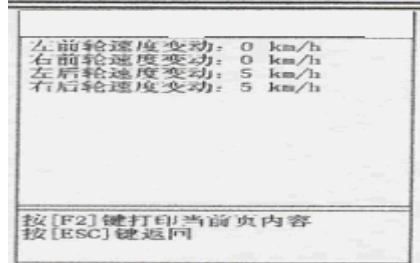 左前轮速度变动: 0 km/h
右前轮速度变动: 0 km/h
左后轮速度变动: 5 km/h
右后轮速度变动: 5 km/h
按[F2]键打印当前页内容
按[ESC]键返回